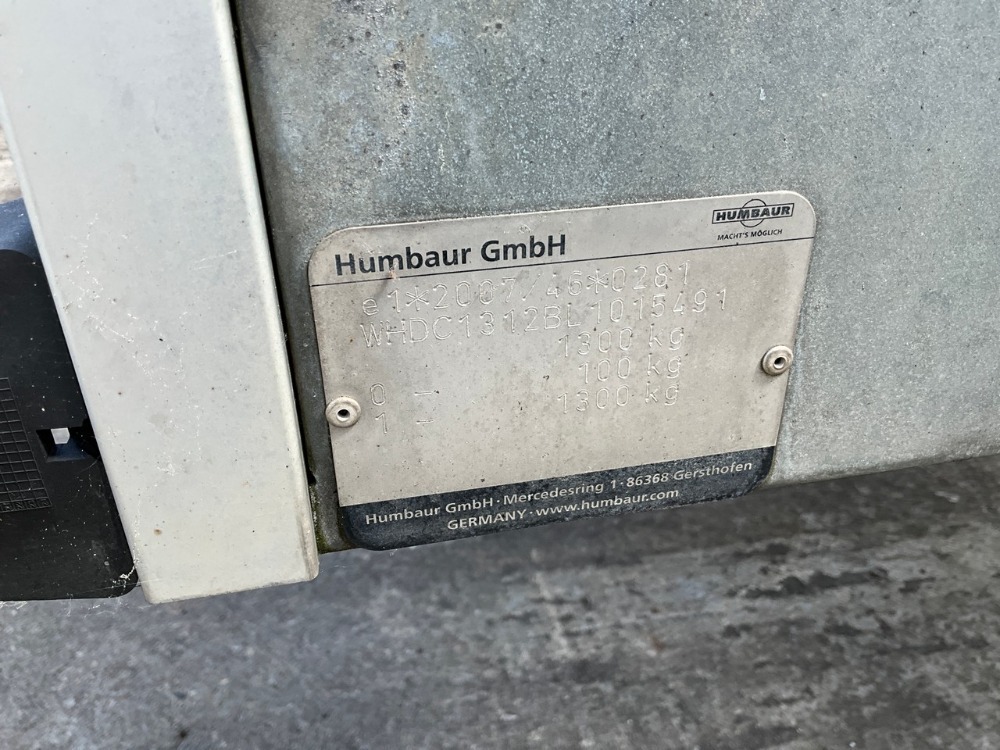 Humbaur GmbH
HUMBAUR
MACHT'S MÖGLICH
e1*2007/46*0281
WHDC1312BL1015491
1300 kg
100 kg
0 -
1 - 1300 kg
Humbaur GmbH · Mercedesring 1 · 86368 Gersthofen
GERMANY · www.humbaur.com